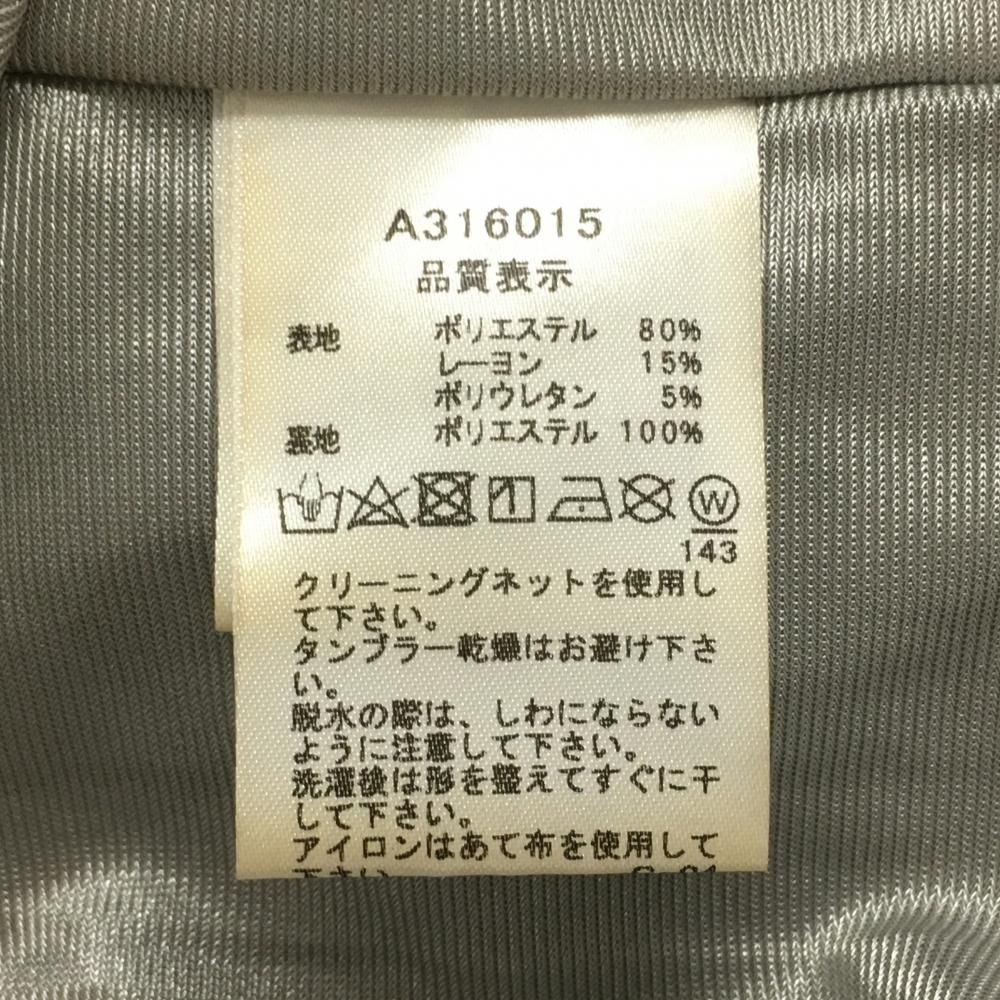 A316015
品質表示
表地 ポリエステル 80%
レーヨン 15%
ポリウレタン 5%
裏地 ポリエステル 100%
W
143
クリーニングネットを使用し
て下さい。
タンブラー乾燥はお避け下さ
い。
脱水の際は、しわにならない
ように注意して下さい。
洗濯後は形を整えてすぐに干
して下さい。
アイロンはあて布を使用して
下さい